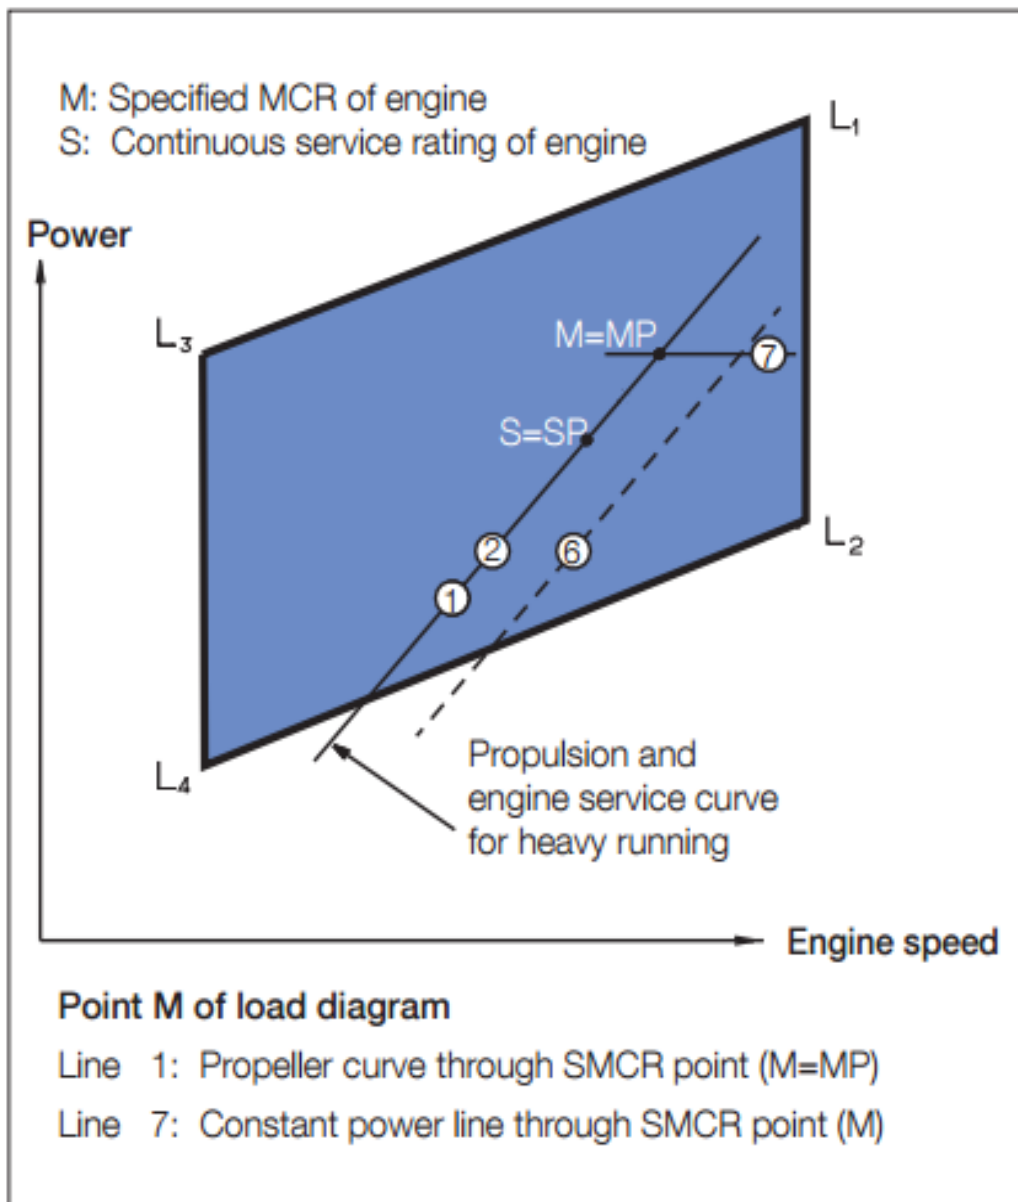 M: Specified MCR of engine
S: Continuous service rating of engine
L1
Power
L3
M=MP
7
S=SP
2
6
L2
1
Propulsion and
engine service curve
for heavy running
L4
Engine speed
Point M of load diagram
Line 1: Propeller curve through SMCR point (M=MP)
Line 7: Constant power line through SMCR point (M)